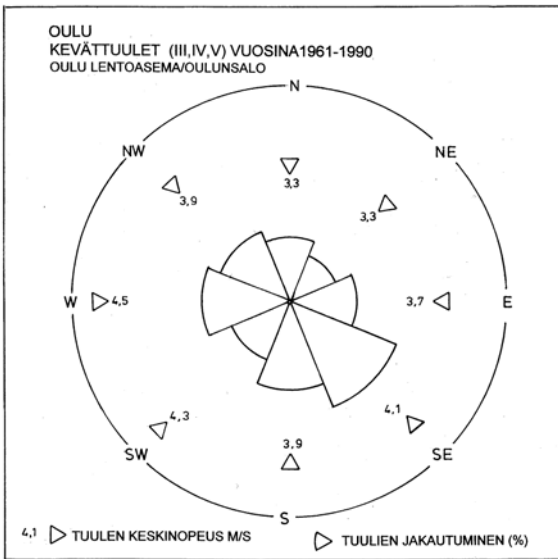 OULU
KEVÄTTUULET (III,IV,V) VUOSINA1961-1990
OULU LENTOASEMA/OULUNSALO
N
NW
NE
3,9
3,3
3,3
W
4,5
3,7
E
4,3
3,9
4,1
SW
SE
S
4,1 TUULEN KESKINOPEUS M/S
TUULIEN JAKAUTUMINEN (%)